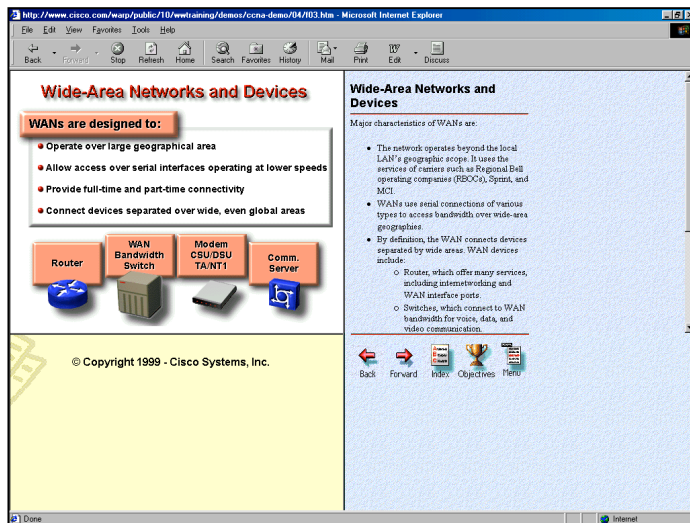 http://www.cisco.com/warp/public/10/wwtraining/demos/ccna-demo/04/f03.htm - Microsoft Internet Explorer
File Edit View Favorites Tools Help
Back Forward Stop Refresh Home Search Favorites History Mail Print Edit Discuss
Wide-Area Networks and Devices
WANs are designed to:
Operate over large geographical area
Allow access over serial interfaces operating at lower speeds
Provide full-time and part-time connectivity
Connect devices separated over wide, even global areas
Router
WAN
Bandwidth
Switch
Modem
CSU/DSU
TA/NT1
Comm.
Server
© Copyright 1999 - Cisco Systems, Inc.
Wide-Area Networks and
Devices
Major characteristics of WANs are:
The network operates beyond the local
LAN's geographic scope. It uses the
services of carriers such as Regional Bell
operating companies (RBOCs), Sprint, and
MCI.
WANs use serial connections of various
types to access bandwidth over wide-area
geographies.
By definition, the WAN connects devices
separated by wide areas. WAN devices
include:
Router, which offer many services,
including internetworking and
WAN interface ports.
Switches, which connect to WAN
bandwidth for voice, data, and
video communication.
Back Forward Index Objectives Menu
Done
Internet